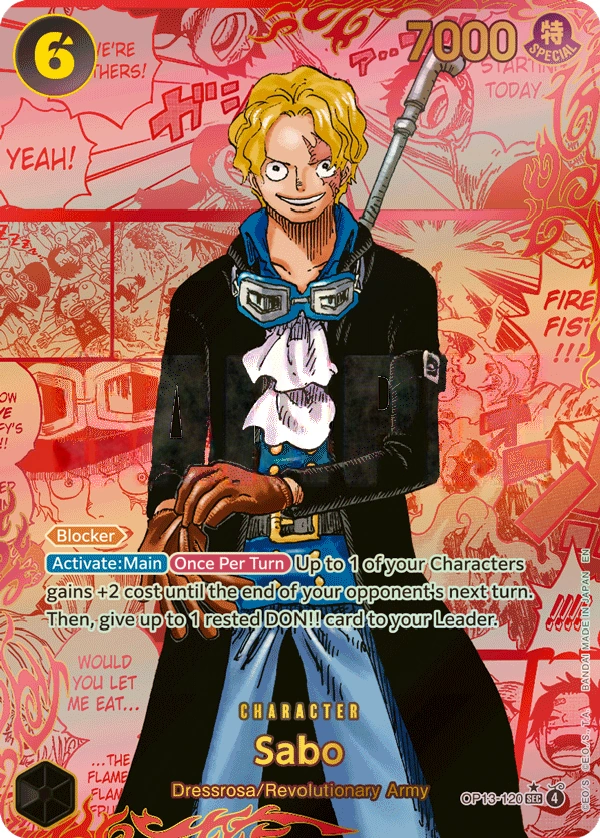 6
7000
特
SPECIAL
YEAH!
STARTIN
TODAY
FIRE
FIST
!!!
Blocker
Activate:Main Once Per Turn Up to 1 of your Characters
gains +2 cost until the end of your opponent's next turn.
Then, give up to 1 rested DON!! card to your Leader.
WOULD
YOU LET
ME EAT...
...THE
FLAME
FLAM
CHARACTER
Sabo
Dressrosa/Revolutionary Army
OP13-120 SEC 4
BANDAI MADE IN JAPAN EN